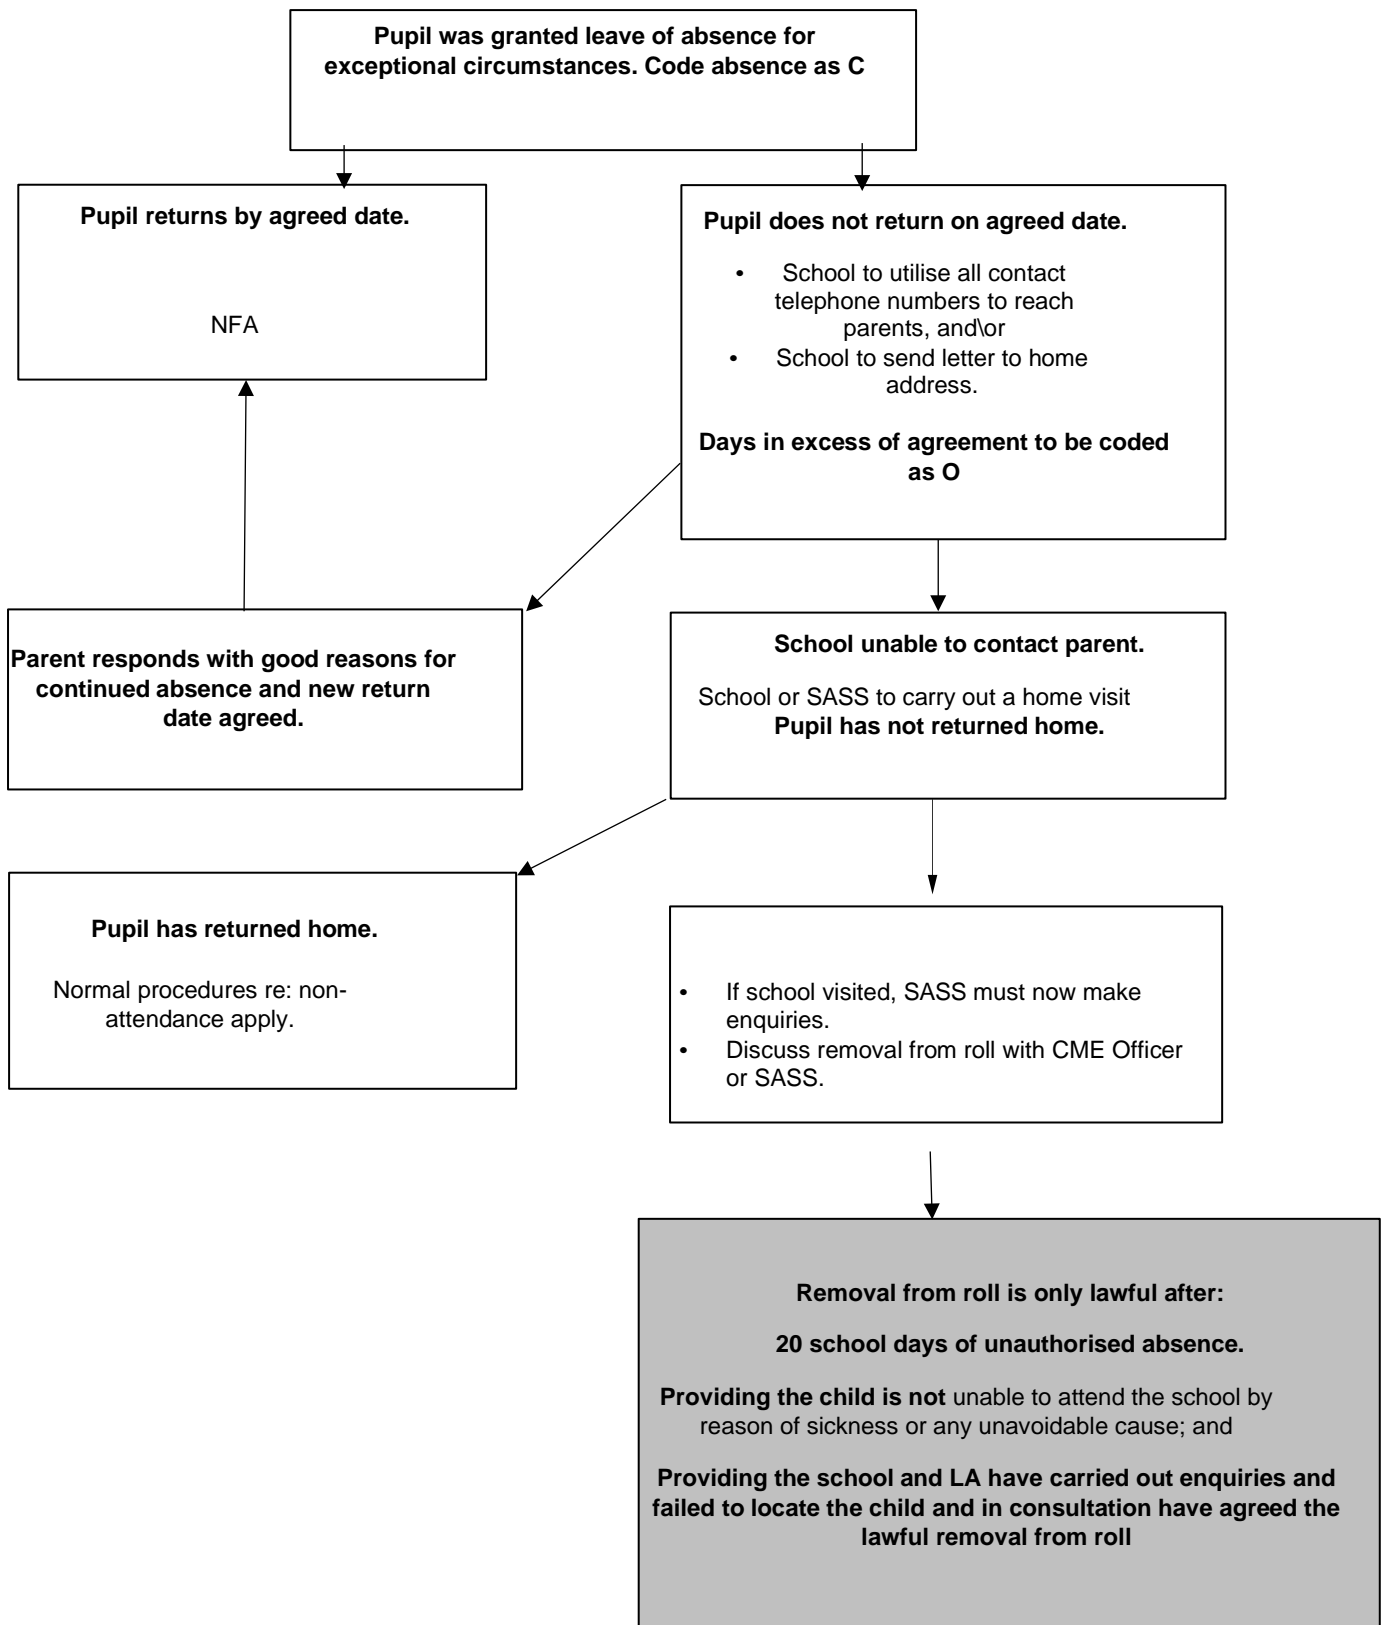 Pupil was granted leave of absence for
exceptional circumstances. Code absence as C
Pupil returns by agreed date.
NFA
Pupil does not return on agreed date.
• School to utilise all contact
telephone numbers to reach
parents, and\or
• School to send letter to home
address.
Days in excess of agreement to be coded
as O
Parent responds with good reasons for
continued absence and new return
date agreed.
School unable to contact parent.
School or SASS to carry out a home visit
Pupil has not returned home.
Pupil has returned home.
Normal procedures re: non-
attendance apply.
• If school visited, SASS must now make
enquiries.
• Discuss removal from roll with CME Officer
or SASS.
Removal from roll is only lawful after:
20 school days of unauthorised absence.
Providing the child is not unable to attend the school by
reason of sickness or any unavoidable cause; and
Providing the school and LA have carried out enquiries and
failed to locate the child and in consultation have agreed the
lawful removal from roll